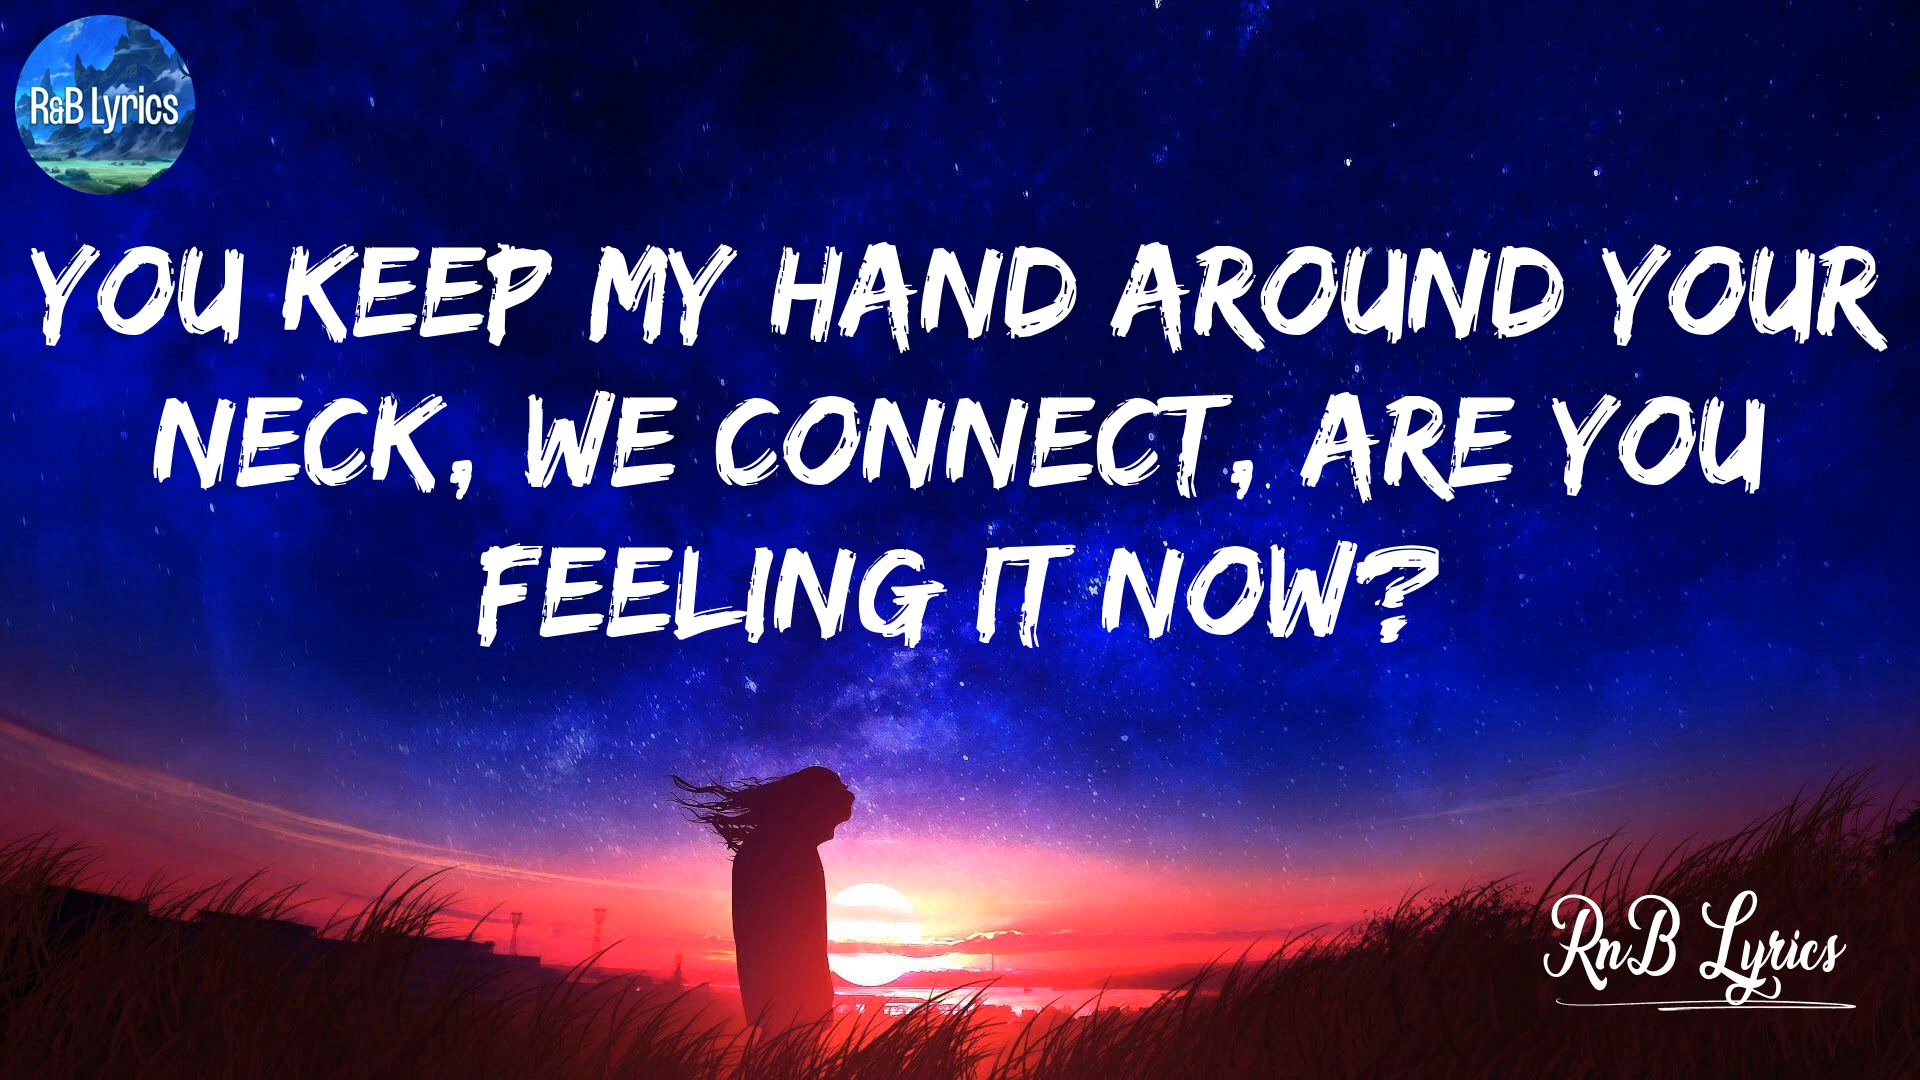 R&B Lyrics
YOU KEEP MY HAND AROUND YOUR
NECK, WE CONNECT, ARE YOU
FEELING IT NOW?
RnB Lyrics